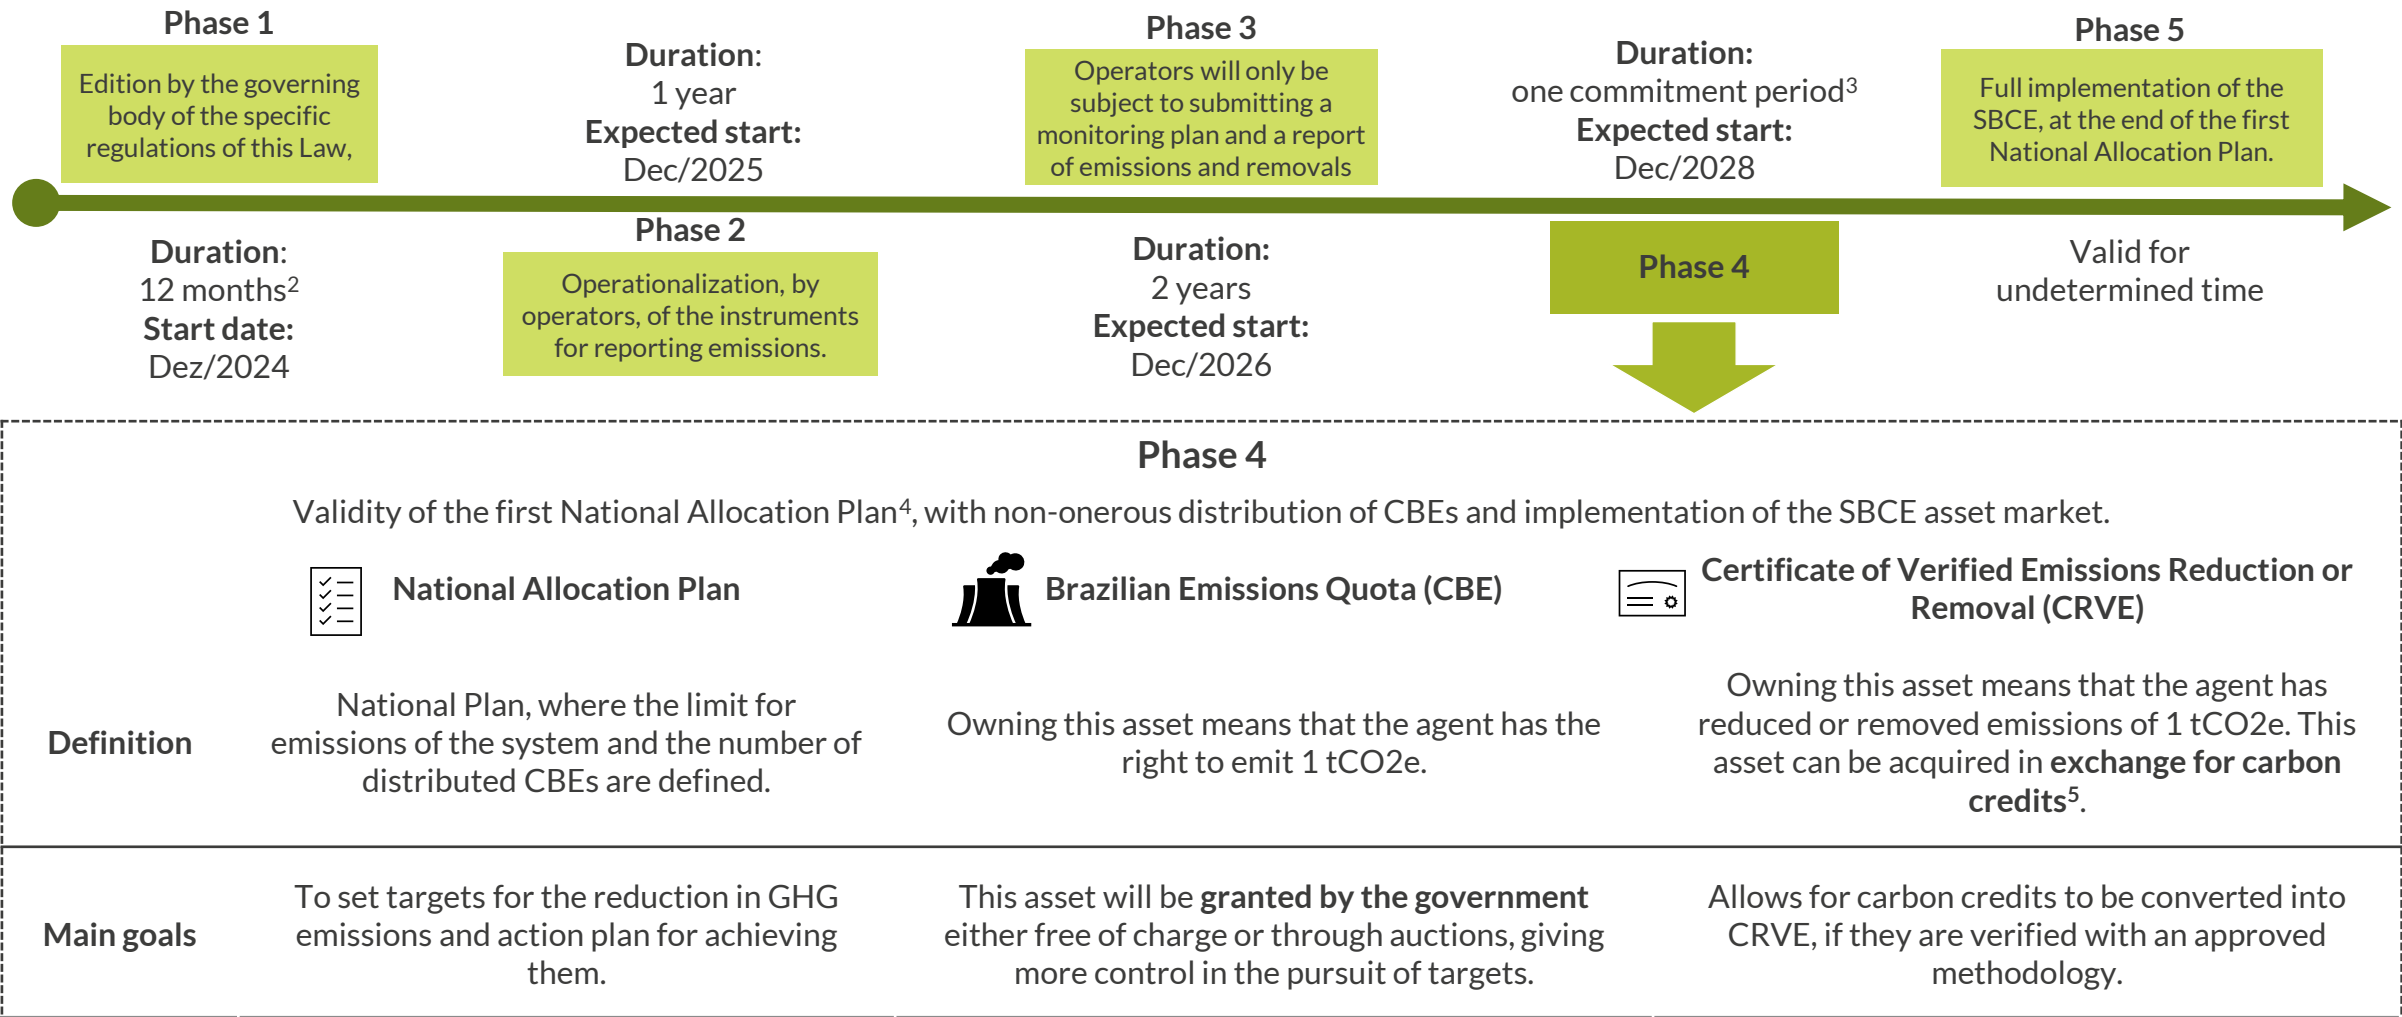 Phase 1
Edition by the governing
body of the specific
regulations of this Law,
Duration:
12 months²
Start date:
Dez/2024
Duration:
1 year
Expected start:
Dec/2025
Phase 2
Operationalization, by
operators, of the instruments
for reporting emissions.
Phase 3
Operators will only be
subject to submitting a
monitoring plan and a report
of emissions and removals
Duration:
2 years
Expected start:
Dec/2026
Duration:
one commitment period³
Expected start:
Dec/2028
Phase 4
Phase 5
Full implementation of the
SBCE, at the end of the first
National Allocation Plan.
Valid for
undetermined time
Phase 4
Validity of the first National Allocation Plan⁴, with non-onerous distribution of CBEs and implementation of the SBCE asset market.
National Allocation Plan
Brazilian Emissions Quota (CBE)
Certificate of Verified Emissions Reduction or
Removal (CRVE)
Definition
National Plan, where the limit for
emissions of the system and the number of
distributed CBEs are defined.
Owning this asset means that the agent has the
right to emit 1 tCO2e.
Owning this asset means that the agent has
reduced or removed emissions of 1 tCO2e. This
asset can be acquired in exchange for carbon
credits⁵.
Main goals
To set targets for the reduction in GHG
emissions and action plan for achieving
them.
This asset will be granted by the government
either free of charge or through auctions, giving
more control in the pursuit of targets.
Allows for carbon credits to be converted into
CRVE, if they are verified with an approved
methodology.